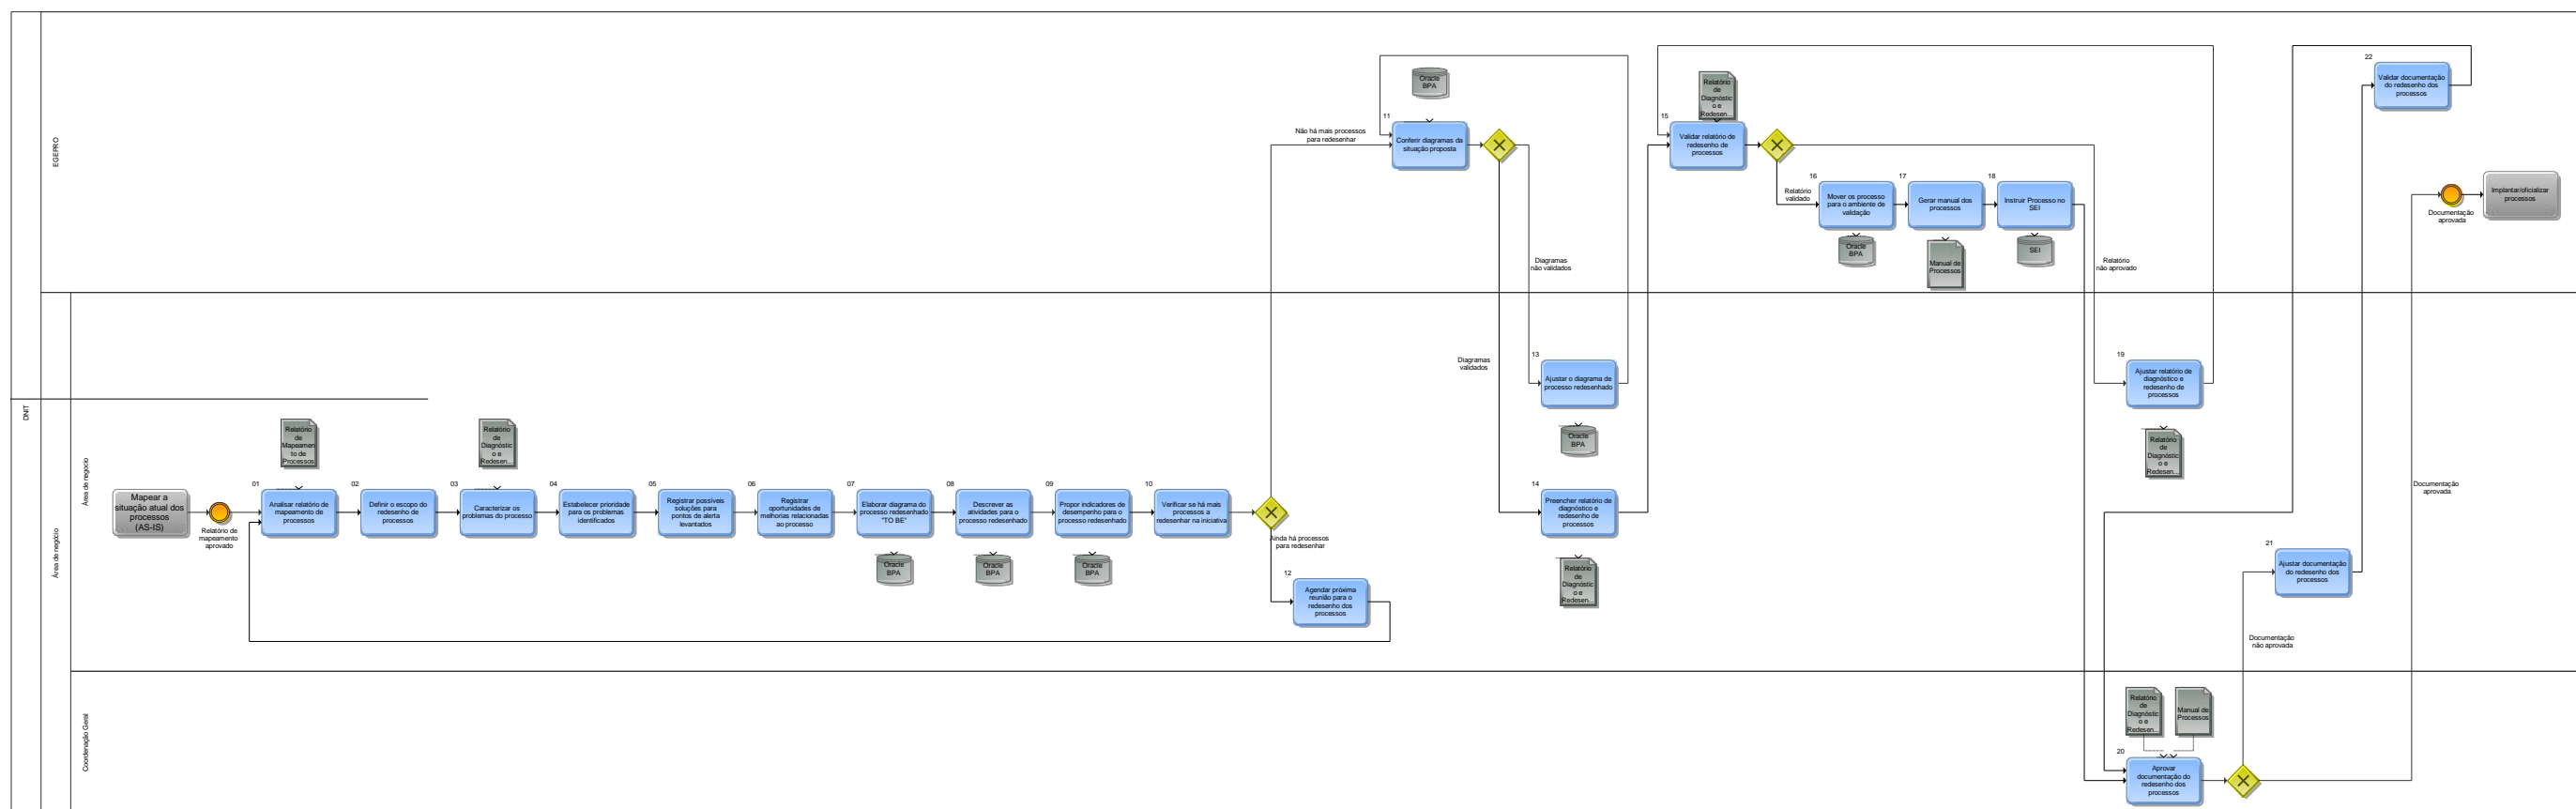 DNIT
EGEPRO
Área de negócio
Área de negocio
Coordenação Geral
Oracle
BPA
11
Conferir diagramas da
situação proposta
Não há mais processos
para redesenhar
Diagramas
não validados
Diagramas
validados
Relatório
de
Diagnóstic
o e
Redesen...
15
Validar relatório de
redesenho de
processos
Relatório
validado
16
Mover os processo
para o ambiente de
validação
Oracle
BPA
17
Gerar manual dos
processos
Manual de
Processos
18
Instruir Processo no
SEI
SEI
Relatório
não aprovado
22
Validar documentação
do redesenho dos
processos
Documentação
aprovada
Implantar/oficializar
processos
13
Ajustar o diagrama de
processo redesenhado
Oracle
BPA
14
Preencher relatório de
diagnóstico e
redesenho de
processos
Relatório
de
Diagnóstic
o e
Redesen...
19
Ajustar relatório de
diagnóstico e
redesenho de
processos
Relatório
de
Diagnóstic
o e
Redesen...
Mapear a
situação atual dos
processos
(AS-IS)
Relatório de
mapeamento
aprovado
Relatório
de
Mapeamen
to de
Processos
01
Analisar relatório de
mapeamento de
processos
02
Definir o escopo do
redesenho de
processos
Relatório
de
Diagnóstic
o e
Redesen...
03
Caracterizar os
problemas do processo
04
Estabelecer prioridade
para os problemas
identificados
05
Registrar possíveis
soluções para
pontos de alerta
levantados
06
Registrar
oportunidades de
melhorias relacionadas
ao processo
07
Elaborar diagrama do
processo redesenhado
"TO BE"
Oracle
BPA
08
Descrever as
atividades para o
processo redesenhado
Oracle
BPA
09
Propor indicadores de
desempenho para o
processo redesenhado
Oracle
BPA
10
Verificar se há mais
processos a
redesenhar na iniciativa
Ainda há processos
para redesenhar
12
Agendar próxima
reunião para o
redesenho dos
processos
21
Ajustar documentação
do redesenho dos
processos
Documentação
não aprovada
Documentação
aprovada
Relatório
de
Diagnóstic
o e
Redesen...
Manual de
Processos
20
Aprovar
documentação do
redesenho dos
processos